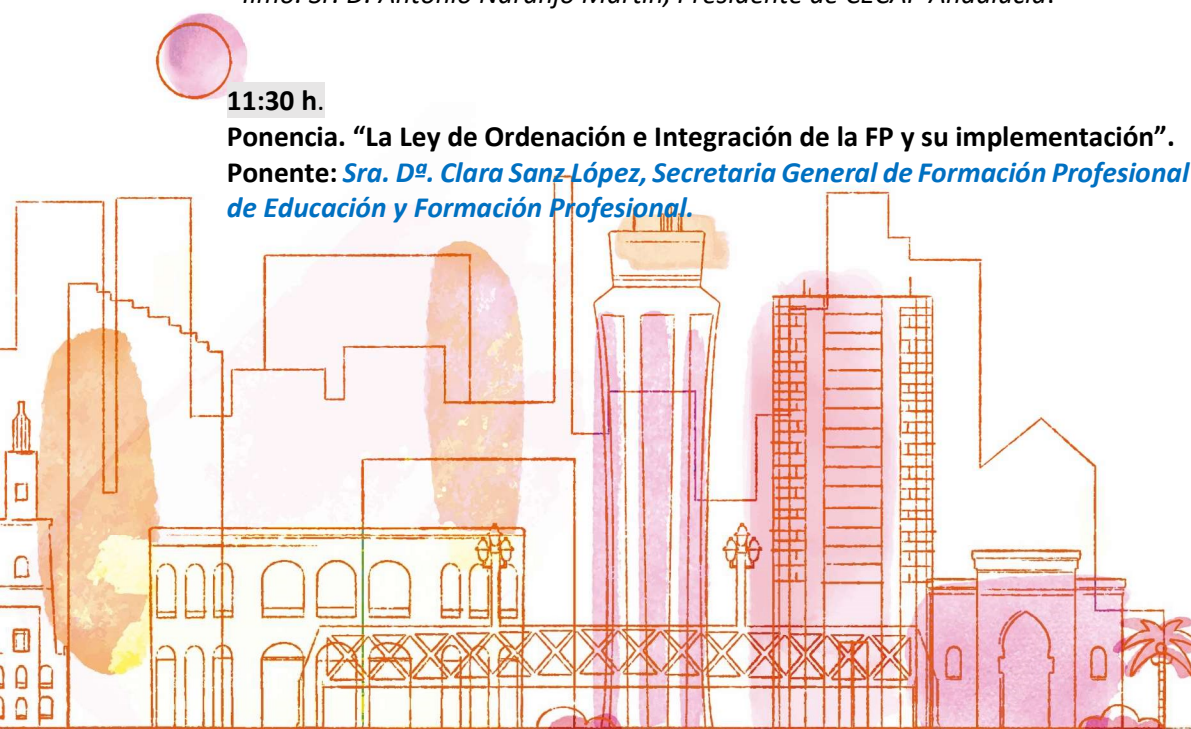 Ilmo. Sr. D. Antonio Naranjo Martín, Presidente de CECAP Andalucía.
11:30 h.
Ponencia. “La Ley de Ordenación e Integración de la FP y su implementación”.
Ponente: Sra. Dª. Clara Sanz López, Secretaria General de Formación Profesional
de Educación y Formación Profesional.